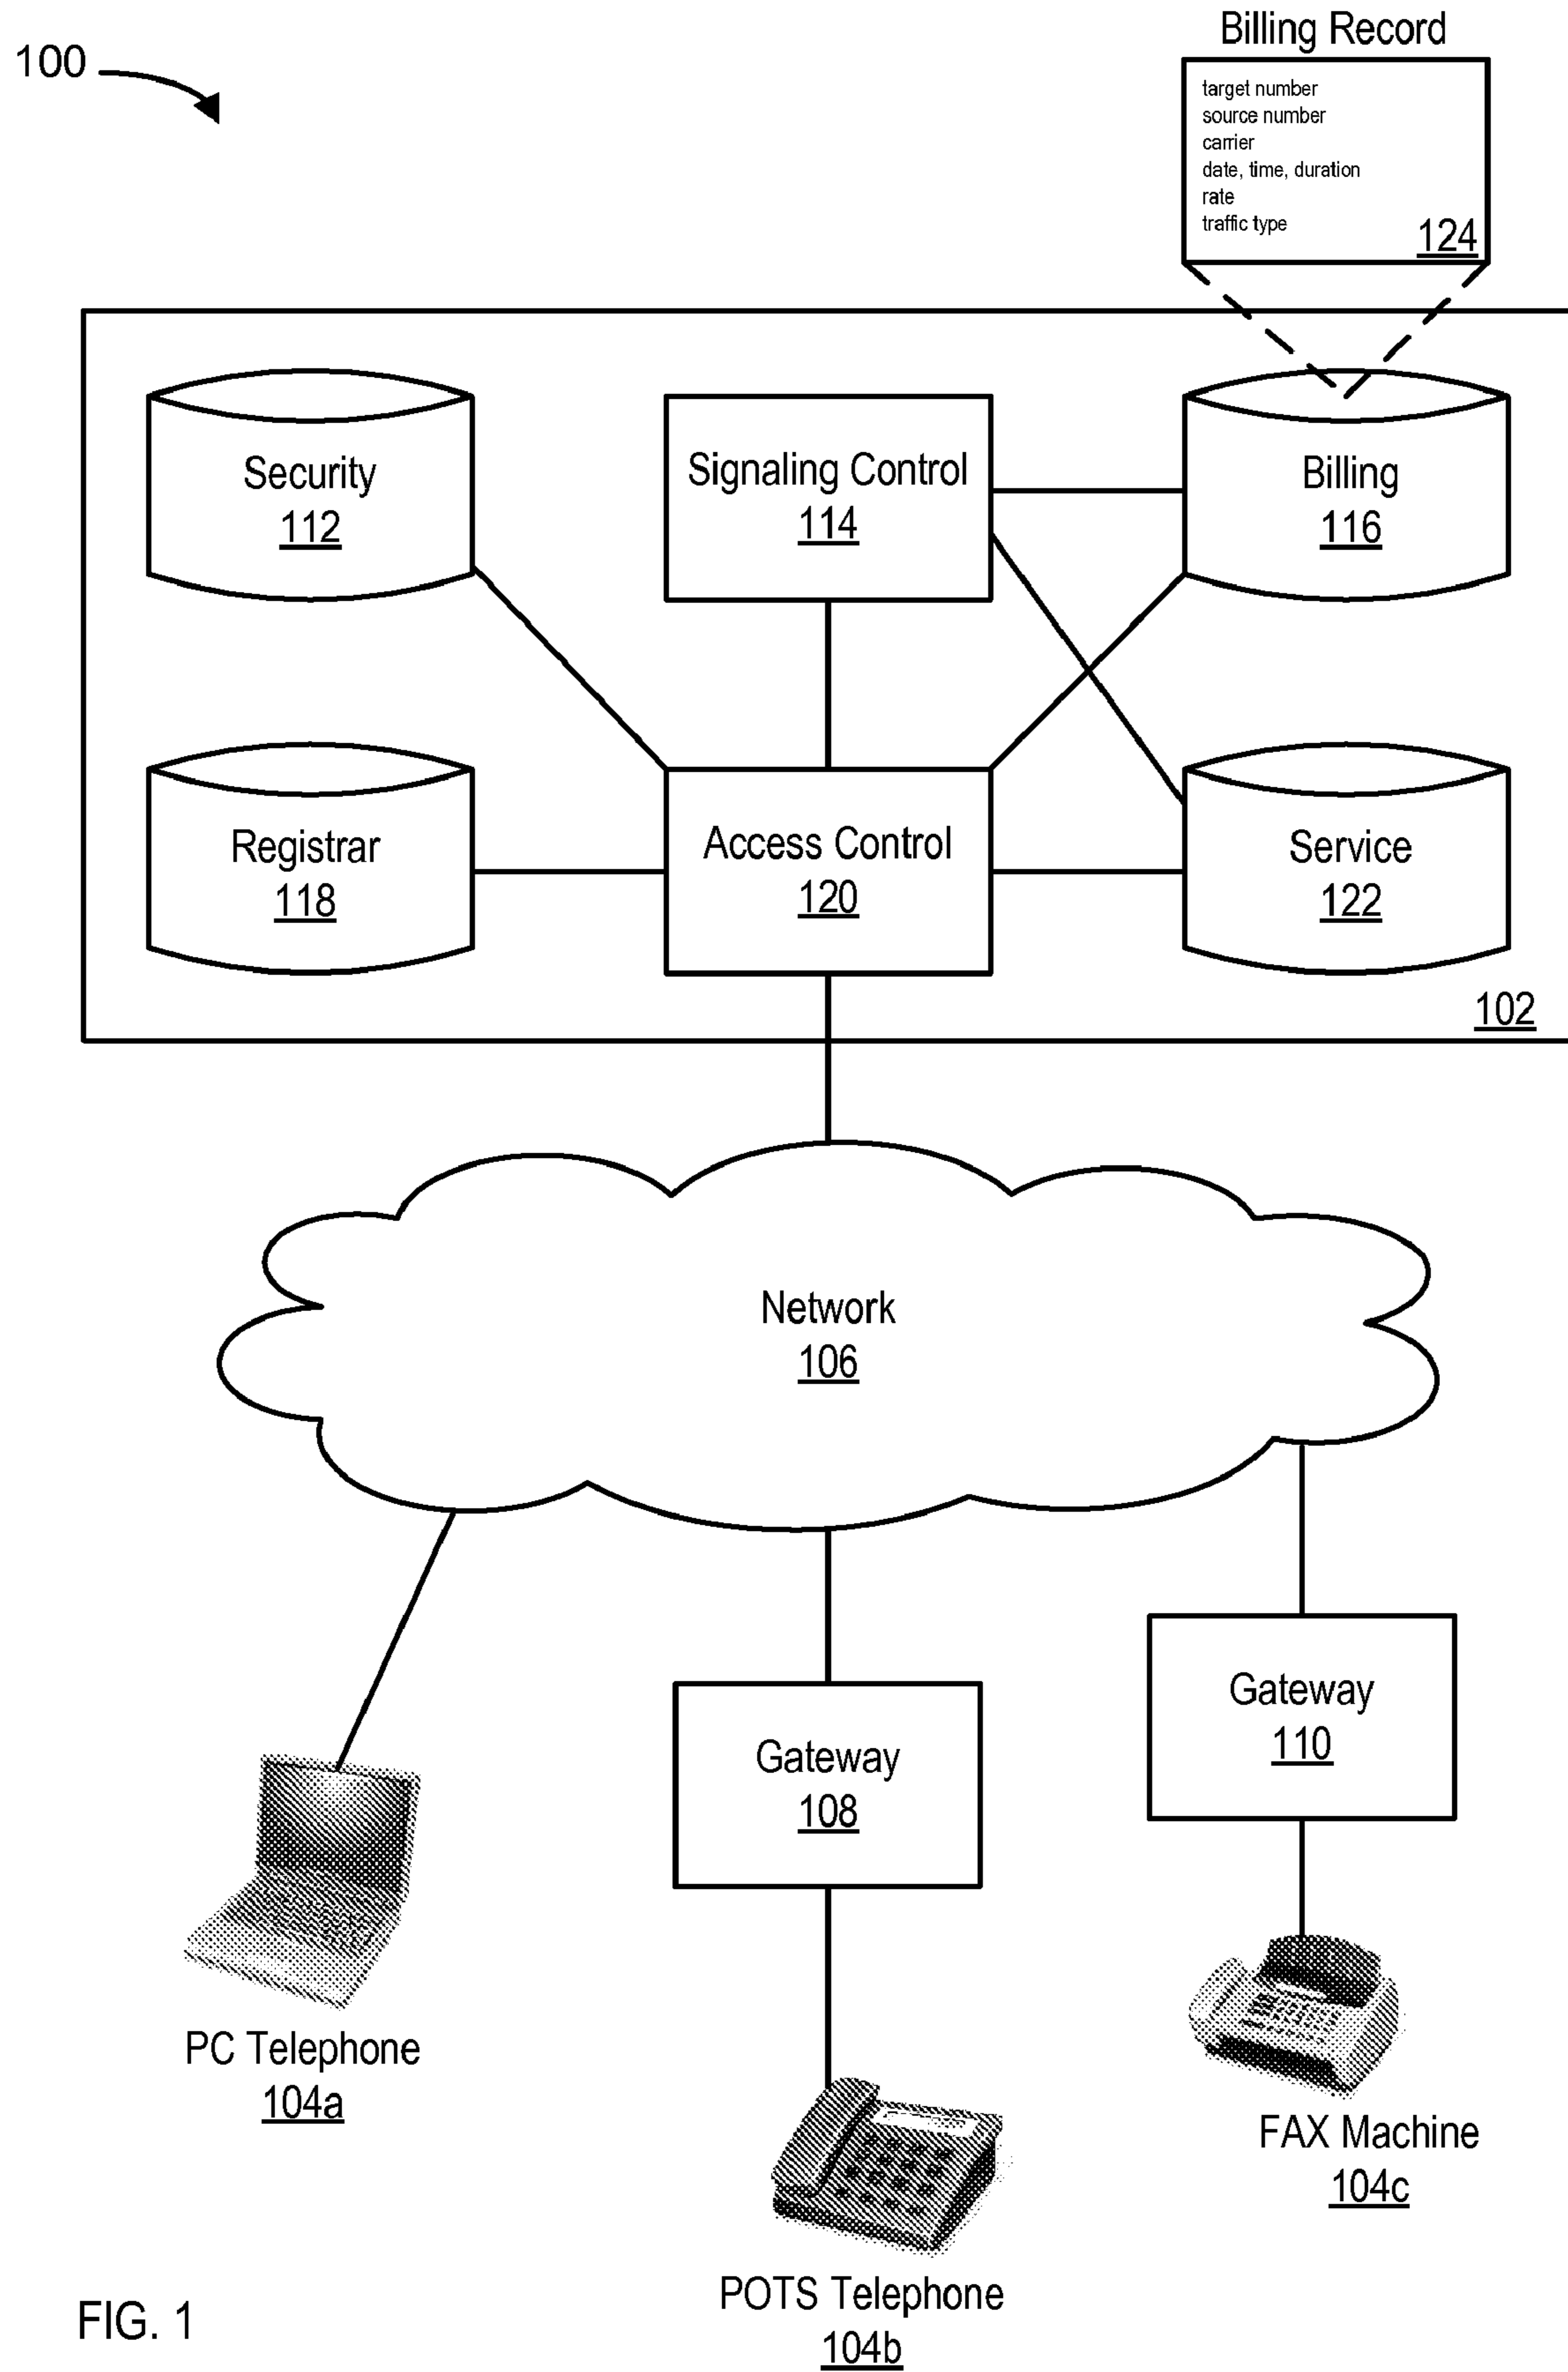 Billing Record
100
target number
source number
carrier
date, time, duration
rate
traffic type
124
Security
112
Signaling Control
114
Billing
116
Registrar
118
Access Control
120
Service
122
102
Network
106
Gateway
108
Gateway
110
PC Telephone
104a
FAX Machine
104c
POTS Telephone
104b
FIG. 1